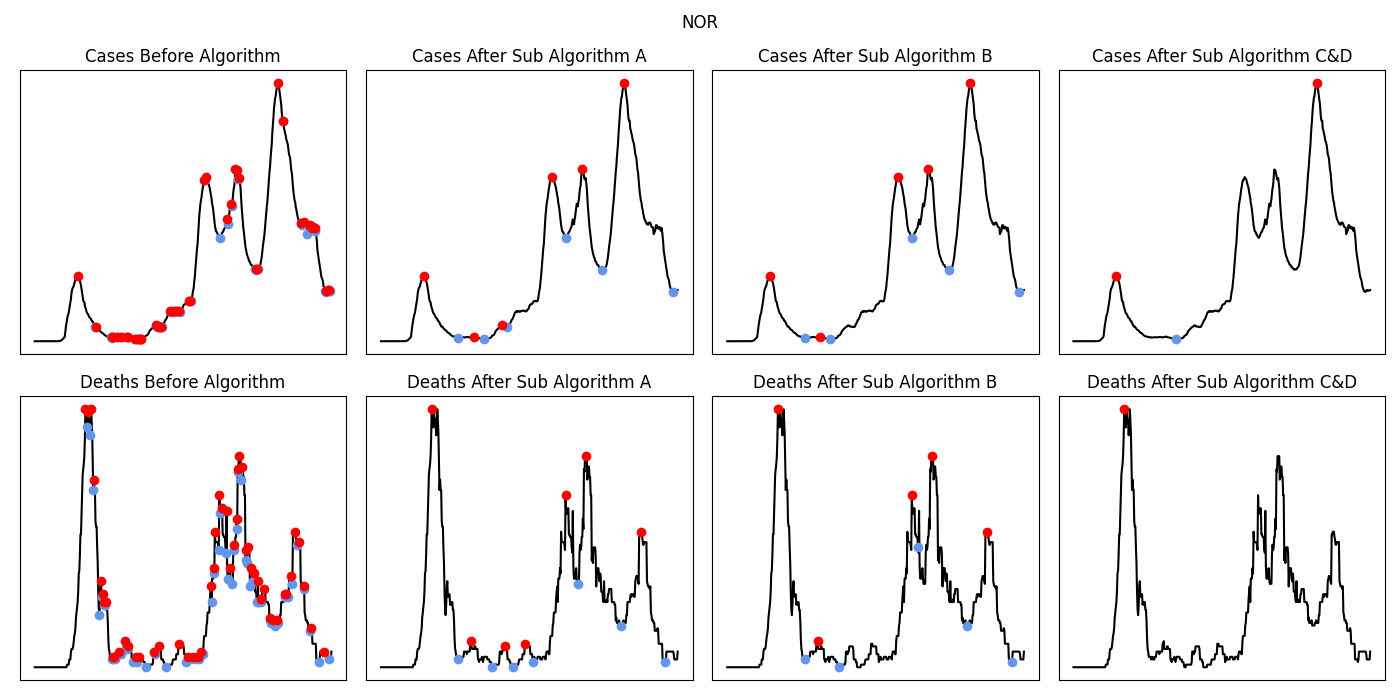 NOR
Cases Before Algorithm
Cases After Sub Algorithm A
Cases After Sub Algorithm B
Cases After Sub Algorithm C&D
Deaths Before Algorithm
Deaths After Sub Algorithm A
Deaths After Sub Algorithm B
Deaths After Sub Algorithm C&D